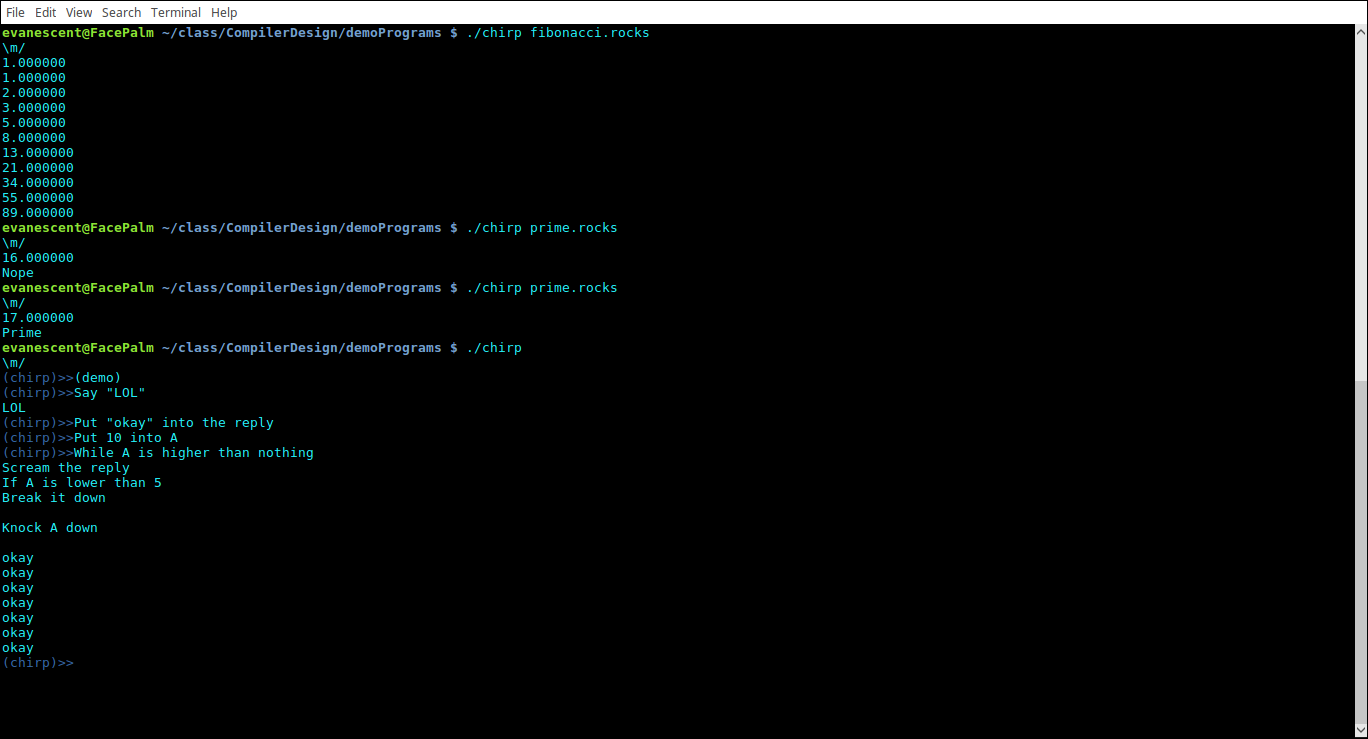 File Edit View Search Terminal Help
evanescent@FacePalm ~/class/CompilerDesign/demoPrograms $ ./chirp fibonacci.rocks
\m/
1.000000
1.000000
2.000000
3.000000
5.000000
8.000000
13.000000
21.000000
34.000000
55.000000
89.000000
evanescent@FacePalm ~/class/CompilerDesign/demoPrograms $ ./chirp prime.rocks
\m/
16.000000
Nope
evanescent@FacePalm ~/class/CompilerDesign/demoPrograms $ ./chirp prime.rocks
\m/
17.000000
Prime
evanescent@FacePalm ~/class/CompilerDesign/demoPrograms $ ./chirp
\m/
(chirp)>>(demo)
(chirp)>>Say "LOL"
LOL
(chirp)>>Put "okay" into the reply
(chirp)>>Put 10 into A
(chirp)>>While A is higher than nothing
Scream the reply
If A is lower than 5
Break it down
Knock A down
okay
okay
okay
okay
okay
okay
okay
(chirp)>>